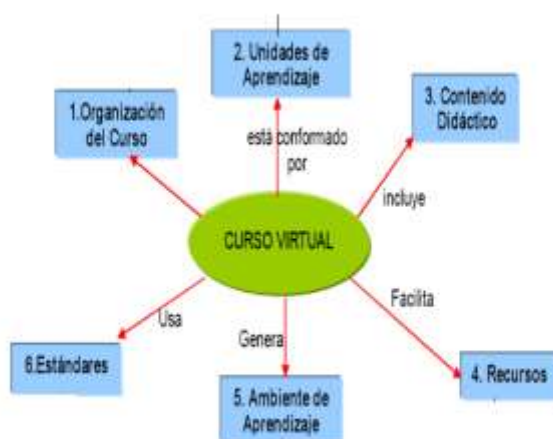 2. Unidades de
Aprendizaje
1.Organización
del Curso
3. Contenido
Didáctico
está conformado
por
incluye
CURSO VIRTUAL
Facilita
Usa
Genera
6.Estándares
4. Recursos
5. Ambiente de
Aprendizaje